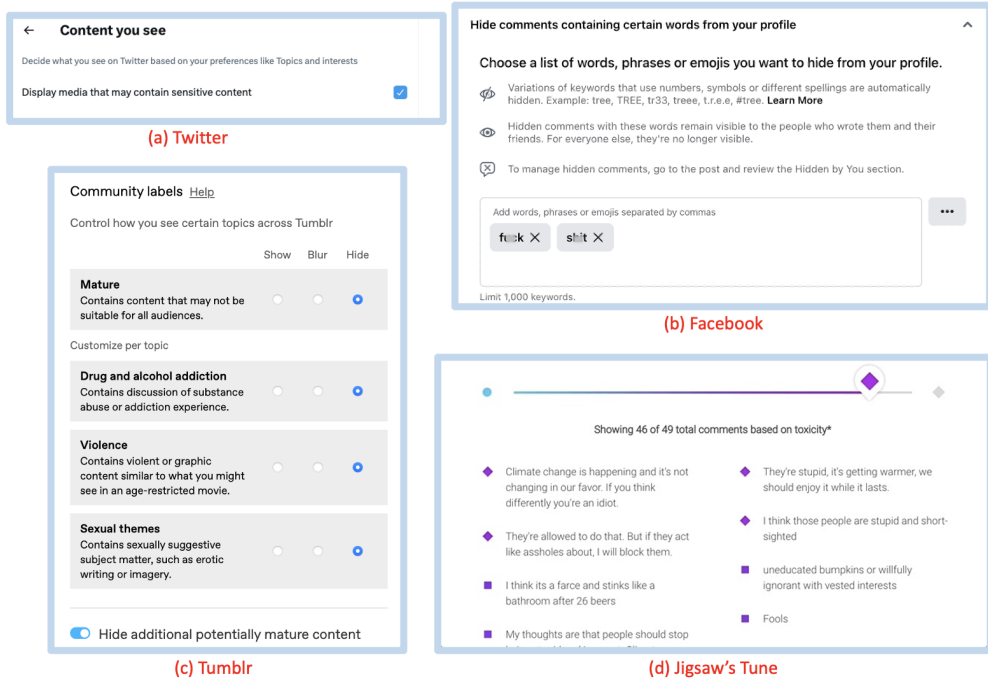 Content you see
Decide what you see on Twitter based on your preferences like Topics and interests
Display media that may contain sensitive content
(a) Twitter
Hide comments containing certain words from your profile
Choose a list of words, phrases or emojis you want to hide from your profile.
Variations of keywords that use numbers, symbols or different spellings are automatically
hidden. Example: tree, TREE, tr33, treee, t.r.e.e, #tree. Learn More
Hidden comments with these words remain visible to the people who wrote them and their
friends. For everyone else, they're no longer visible.
To manage hidden comments, go to the post and review the Hidden by You section.
Add words, phrases or emojis separated by commas
Limit 1,000 keywords.
(b) Facebook
Community labels Help
Control how you see certain topics across Tumblr
Show Blur Hide
Mature
Contains content that may not be
suitable for all audiences.
Customize per topic
Drug and alcohol addiction
Contains discussion of substance
abuse or addiction experience.
Violence
Contains violent or graphic
content similar to what you might
see in an age-restricted movie.
Sexual themes
Contains sexually suggestive
subject matter, such as erotic
writing or imagery.
Hide additional potentially mature content
(c) Tumblr
Showing 46 of 49 total comments based on toxicity*
Climate change is happening and it's not
changing in our favor. If you think
differently you're an idiot.
They're allowed to do that. But if they act
like assholes about, I will block them.
I think its a farce and stinks like a
bathroom after 26 beers
My thoughts are that people should stop
They're stupid, it's getting warmer, we
should enjoy it while it lasts.
I think those people are stupid and short-
sighted
uneducated bumpkins or willfully
ignorant with vested interests
Fools
(d) Jigsaw's Tune